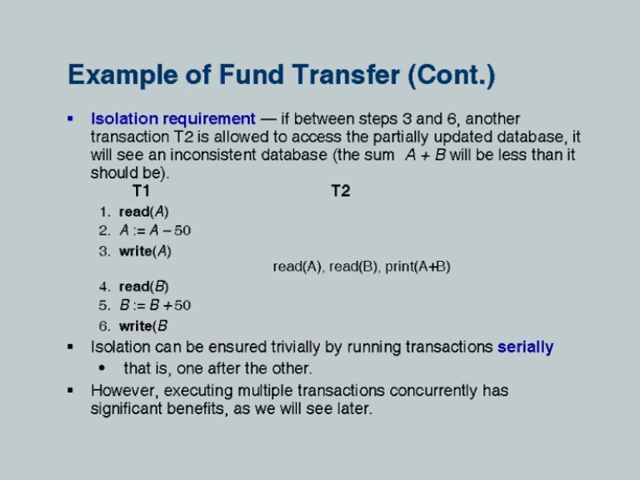 Example of Fund Transfer (Cont.)
▪ Isolation requirement — if between steps 3 and 6, another
transaction T2 is allowed to access the partially updated database, it
will see an inconsistent database (the sum A + B will be less than it
should be).
T1 T2
1. read(A)
2. A := A – 50
3. write(A)
read(A), read(B), print(A+B)
4. read(B)
5. B := B + 50
6. write(B
▪ Isolation can be ensured trivially by running transactions serially
• that is, one after the other.
▪ However, executing multiple transactions concurrently has
significant benefits, as we will see later.